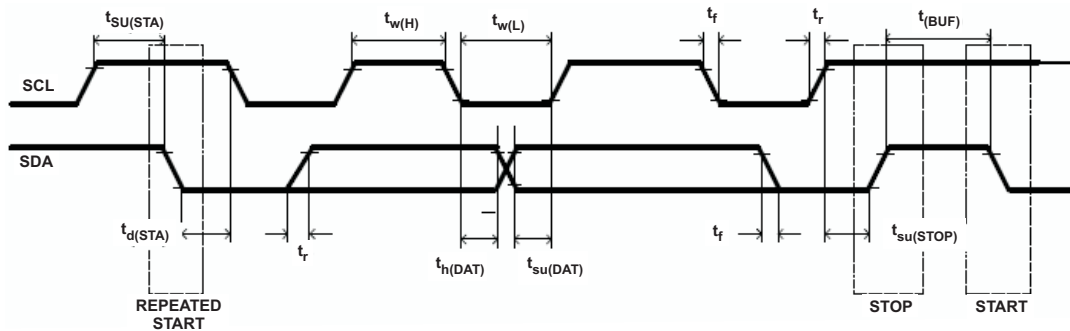 tSU(STA)
tw(H)
tw(L)
tf
tr
t(BUF)
SCL
SDA
td(STA)
tr
th(DAT)
tsu(DAT)
tf
tsu(STOP)
REPEATED
START
STOP
START